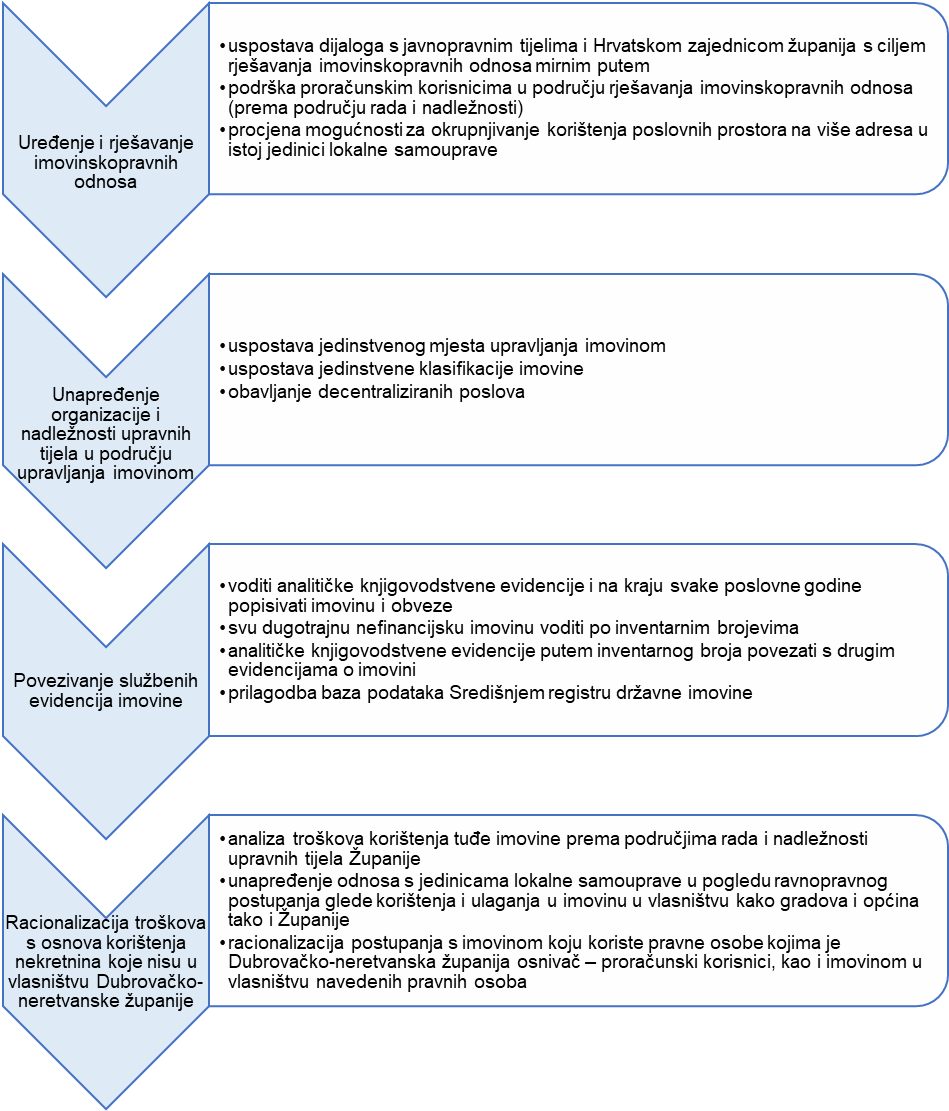 Uređenje i rješavanje
imovinskopravnih
odnosa
•uspostava dijaloga s javnopravnim tijelima i Hrvatskom zajednicom županija s ciljem
rješavanja imovinskopravnih odnosa mirnim putem
•podrška proračunskim korisnicima u području rješavanja imovinskopravnih odnosa
(prema području rada i nadležnosti)
•procjena mogućnosti za okrupnjivanje korištenja poslovnih prostora na više adresa u
istoj jedinici lokalne samouprave
Unapređenje
organizacije i
nadležnosti upravnih
tijela u području
upravljanja imovinom
•uspostava jedinstvenog mjesta upravljanja imovinom
•uspostava jedinstvene klasifikacije imovine
•obavljanje decentraliziranih poslova
Povezivanje službenih
evidencija imovine
•voditi analitičke knjigovodstvene evidencije i na kraju svake poslovne godine
popisivati imovinu i obveze
•svu dugotrajnu nefinancijsku imovinu voditi po inventarnim brojevima
•analitičke knjigovodstvene evidencije putem inventarnog broja povezati s drugim
evidencijama o imovini
•prilagodba baza podataka Središnjem registru državne imovine
Racionalizacija troškova
s osnova korištenja
nekretnina koje nisu u
vlasništvu Dubrovačko-
neretvanske županije
•analiza troškova korištenja tuđe imovine prema područjima rada i nadležnosti
upravnih tijela Županije
•unapređenje odnosa s jedinicama lokalne samouprave u pogledu ravnopravnog
postupanja glede korištenja i ulaganja u imovinu u vlasništvu kako gradova i općina
tako i Županije
•racionalizacija postupanja s imovinom koju koriste pravne osobe kojima je
Dubrovačko-neretvanska županija osnivač – proračunski korisnici, kao i imovinom u
vlasništvu navedenih pravnih osoba